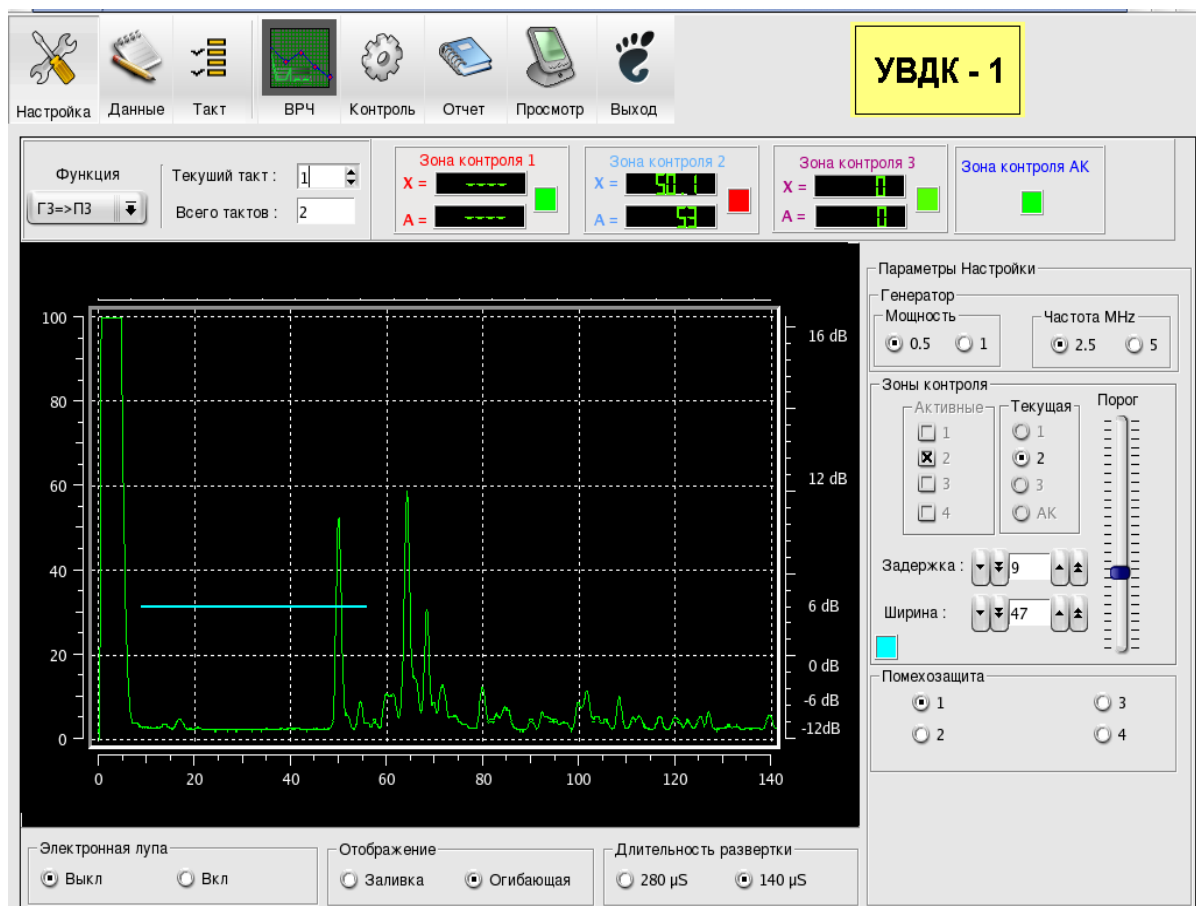 Настройка
Данные
Такт
ВРЧ
Контроль
Отчет
Просмотр
Выход
УВДК - 1
Функция
Г3=>П3
Текуший такт :
1
Всего тактов :
2
Зона контроля 1
X =
----
A =
----
Зона контроля 2
X =
50.1
A =
53
Зона контроля 3
X =
0
A =
0
Зона контроля АК
100
80
60
40
20
0
16 dB
12 dB
6 dB
0 dB
-6 dB
-12dB
0
20
40
60
80
100
120
140
Параметры Настройки
Генератор
Мощность
0.5
1
Частота MHz
2.5
5
Зоны контроля
Активные
1
2
3
4
Текущая
1
2
3
АК
Порог
Задержка :
9
Ширина :
47
Помехозащита
1
3
2
4
Электронная лупа
Выкл
Вкл
Отображение
Заливка
Огибающая
Длительность развертки
280 µS
140 µS